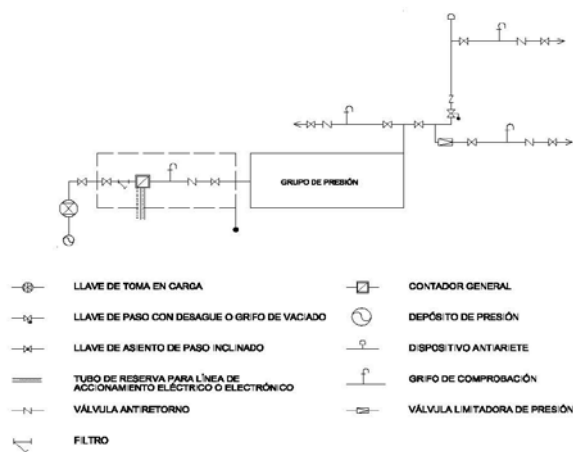 GRUPO DE PRESIÓN
LLAVE DE TOMA EN CARGA
LLAVE DE PASO CON DESAGUE O GRIFO DE VACIADO
LLAVE DE ASIENTO DE PASO INCLINADO
TUBO DE RESERVA PARA LÍNEA DE
ACCIONAMIENTO ELÉCTRICO O ELECTRÓNICO
VÁLVULA ANTIRETORNO
FILTRO
CONTADOR GENERAL
DEPÓSITO DE PRESIÓN
DISPOSITIVO ANTIARIETE
GRIFO DE COMPROBACIÓN
VÁLVULA LIMITADORA DE PRESIÓN